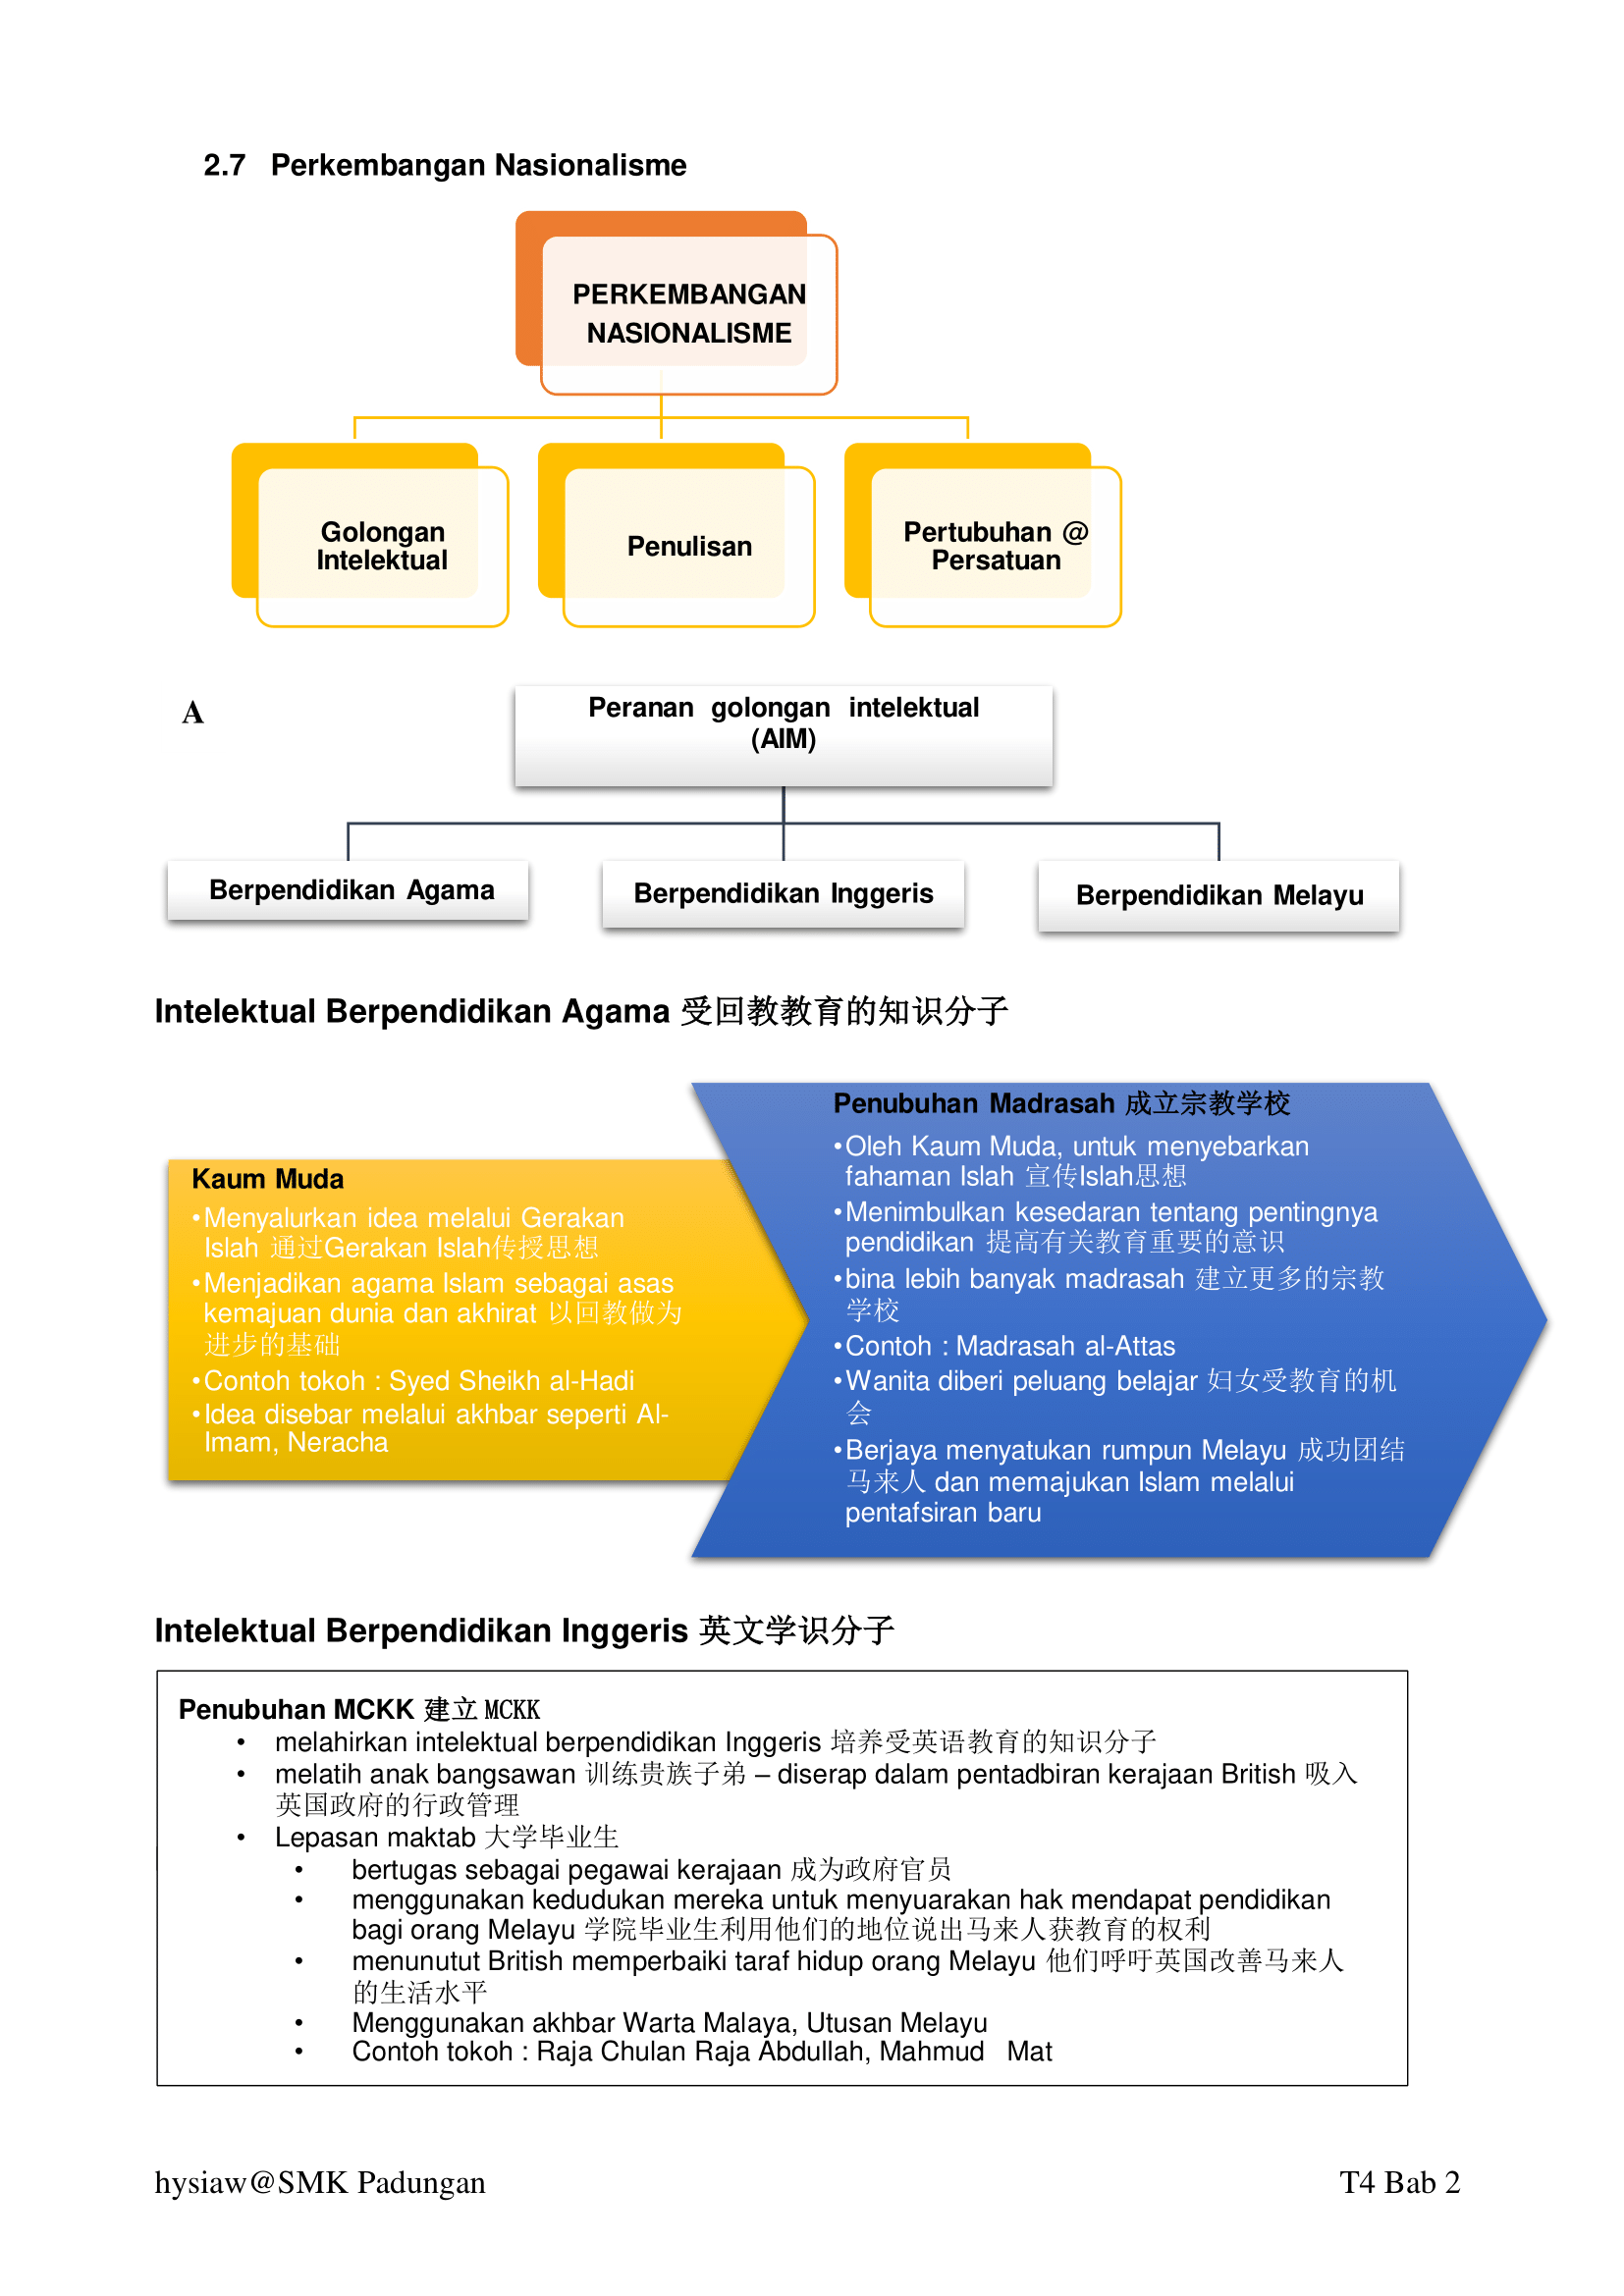 2.7 Perkembangan Nasionalisme
PERKEMBANGAN
NASIONALISME
Golongan
Intelektual
Penulisan
Pertubuhan @
Persatuan
A
Peranan golongan intelektual
(AIM)
Berpendidikan Agama
Berpendidikan Inggeris
Berpendidikan Melayu
Intelektual Berpendidikan Agama 受回教教育的知识分子
Kaum Muda
•Menyalurkan idea melalui Gerakan
Islah 通过Gerakan Islah传授思想
•Menjadikan agama Islam sebagai asas
kemajuan dunia dan akhirat 以回教做为
进步的基础
•Contoh tokoh : Syed Sheikh al-Hadi
•Idea disebar melalui akhbar seperti Al-
Imam, Neracha
Penubuhan Madrasah 成立宗教学校
•Oleh Kaum Muda, untuk menyebarkan
fahaman Islah 宣传Islah思想
•Menimbulkan kesedaran tentang pentingnya
pendidikan 提高有关教育重要的意识
•bina lebih banyak madrasah 建立更多的宗教
学校
•Contoh : Madrasah al-Attas
•Wanita diberi peluang belajar 妇女受教育的机
会
•Berjaya menyatukan rumpun Melayu 成功团结
马来人 dan memajukan Islam melalui
pentafsiran baru
Intelektual Berpendidikan Inggeris 英文学识分子
Penubuhan MCKK 建立 MCKK
• melahirkan intelektual berpendidikan Inggeris 培养受英语教育的知识分子
• melatih anak bangsawan 训练贵族子弟 – diserap dalam pentadbiran kerajaan British 吸入
英国政府的行政管理
• Lepasan maktab 大学毕业生
• bertugas sebagai pegawai kerajaan 成为政府官员
• menggunakan kedudukan mereka untuk menyuarakan hak mendapat pendidikan
bagi orang Melayu 学院毕业生利用他们的地位说出马来人获教育的权利
• menunutut British memperbaiki taraf hidup orang Melayu 他们呼吁英国改善马来人
的生活水平
• Menggunakan akhbar Warta Malaya, Utusan Melayu
• Contoh tokoh : Raja Chulan Raja Abdullah, Mahmud Mat
hysiaw@SMK Padungan
T4 Bab 2